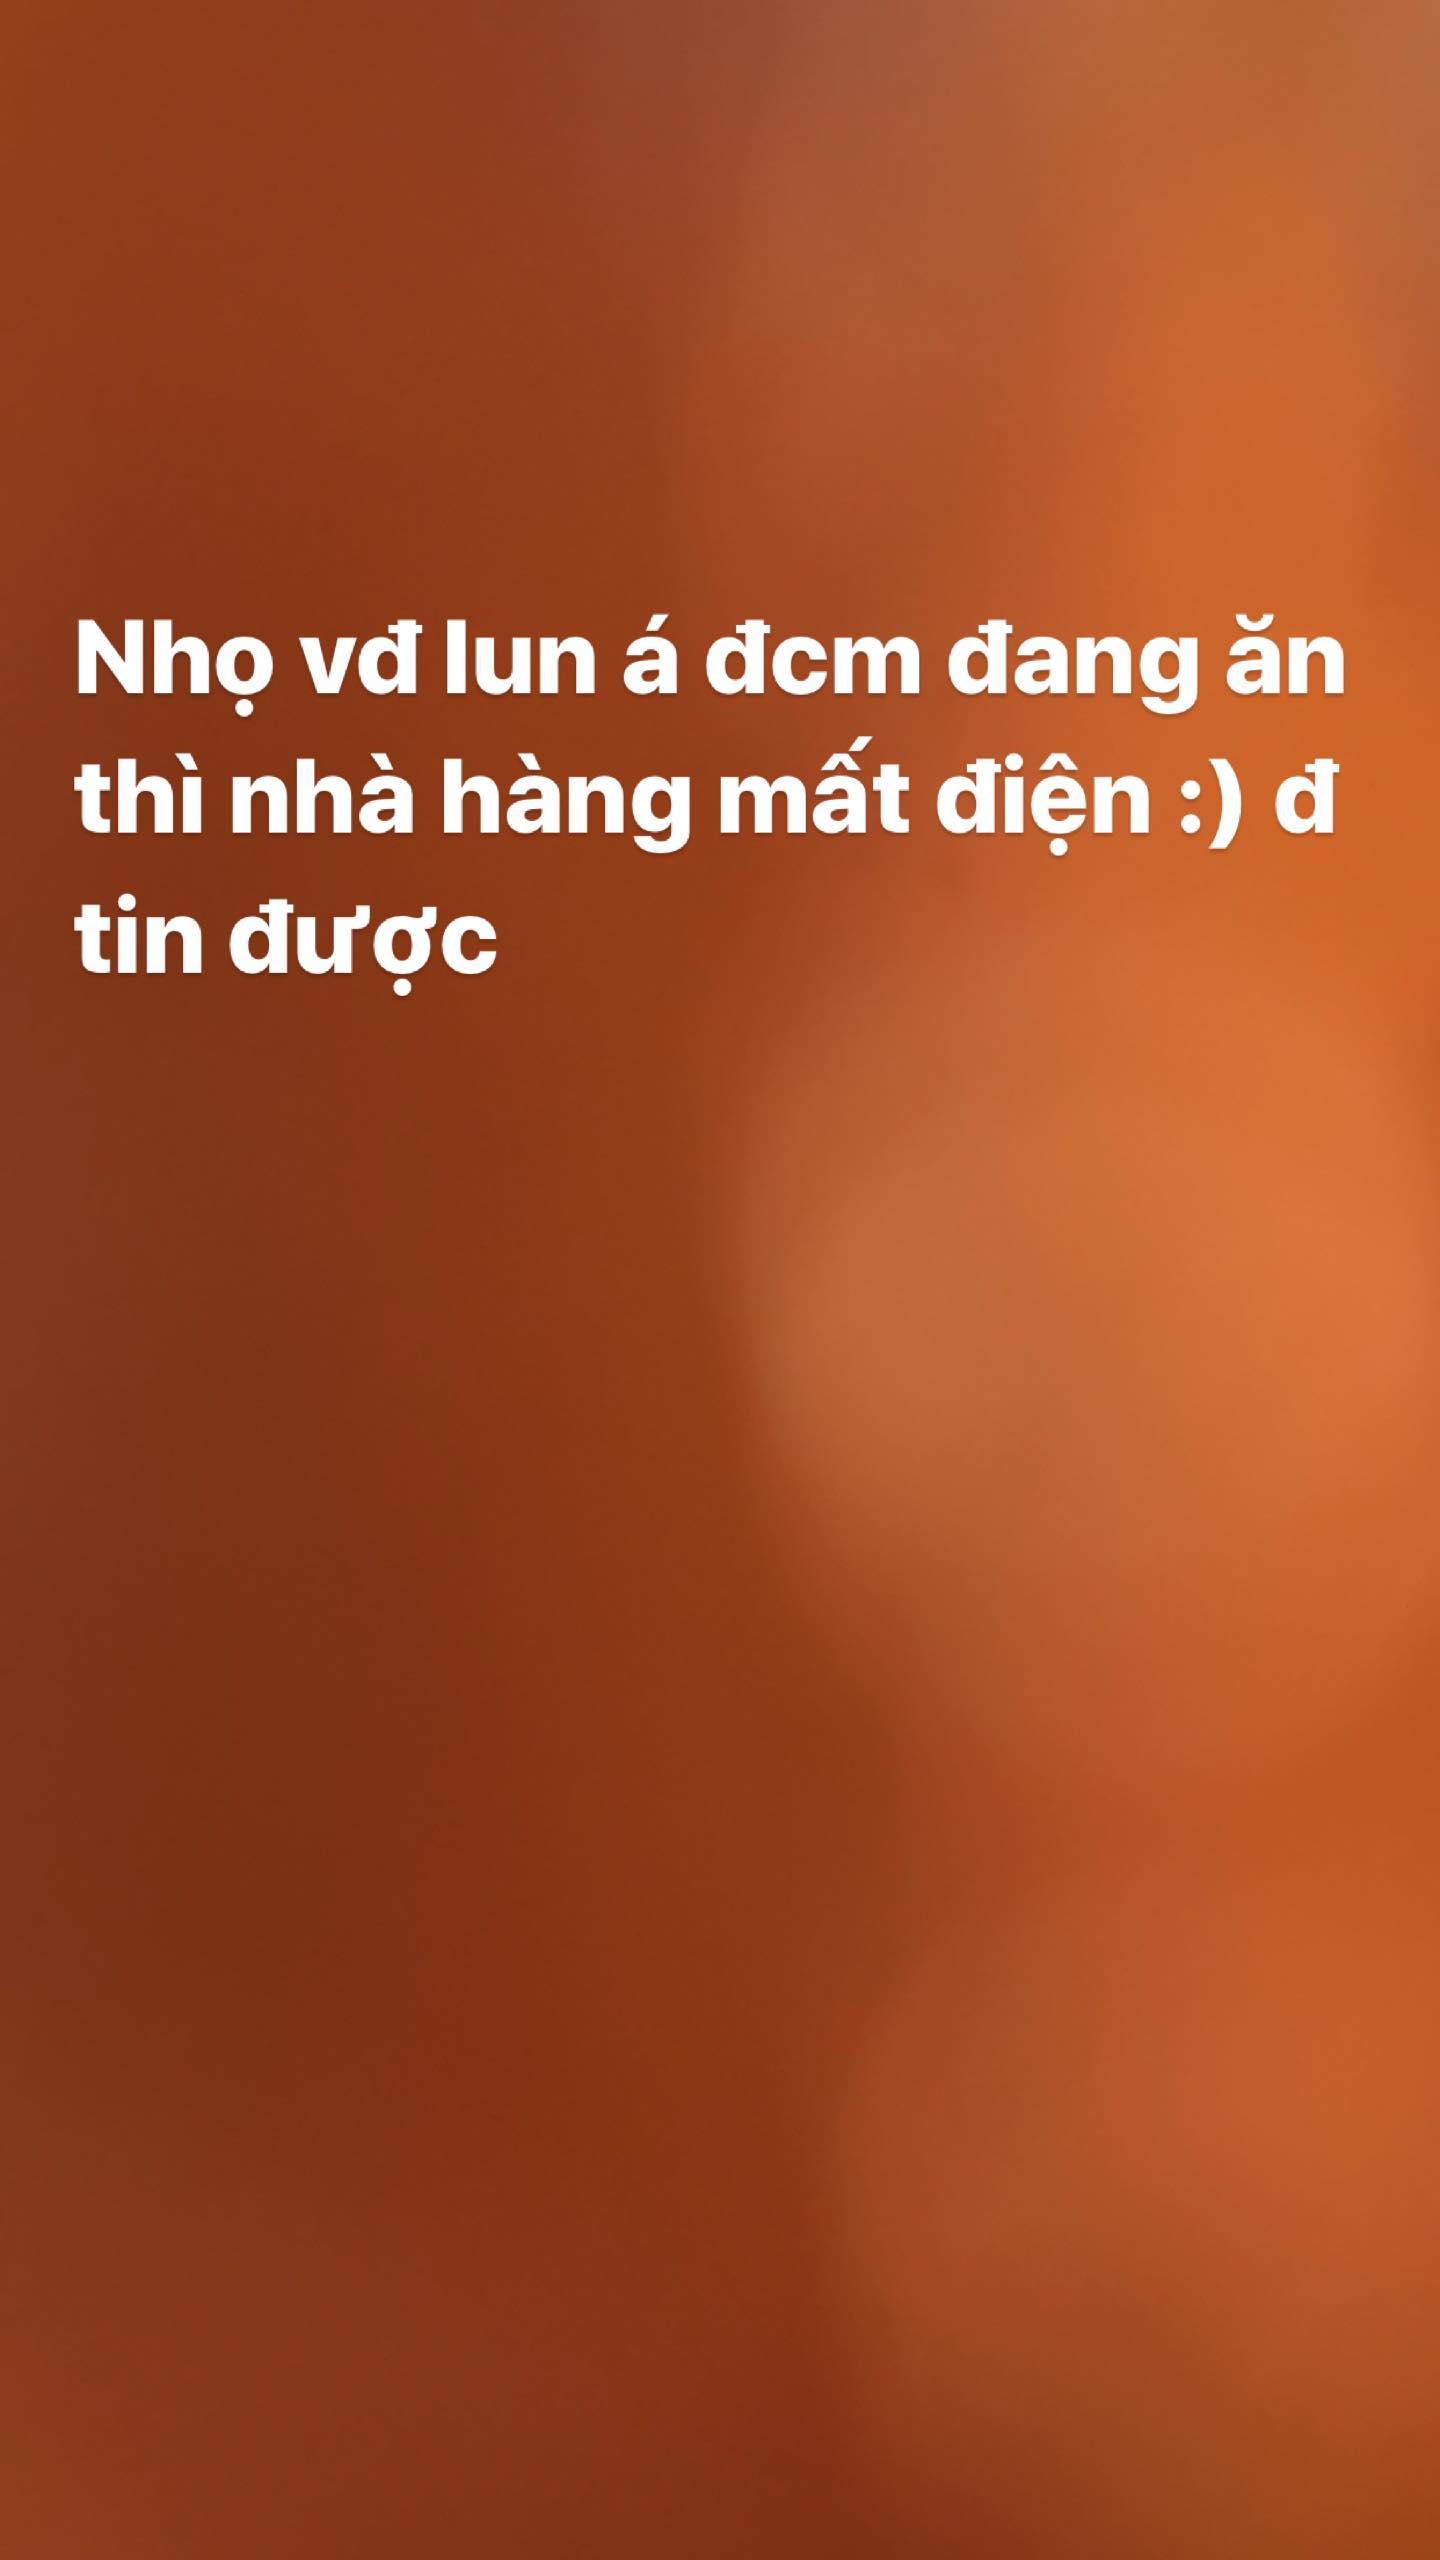 Nhọ vđ lun á đcm đang ăn
thì nhà hàng mất điện :) đ
tin được